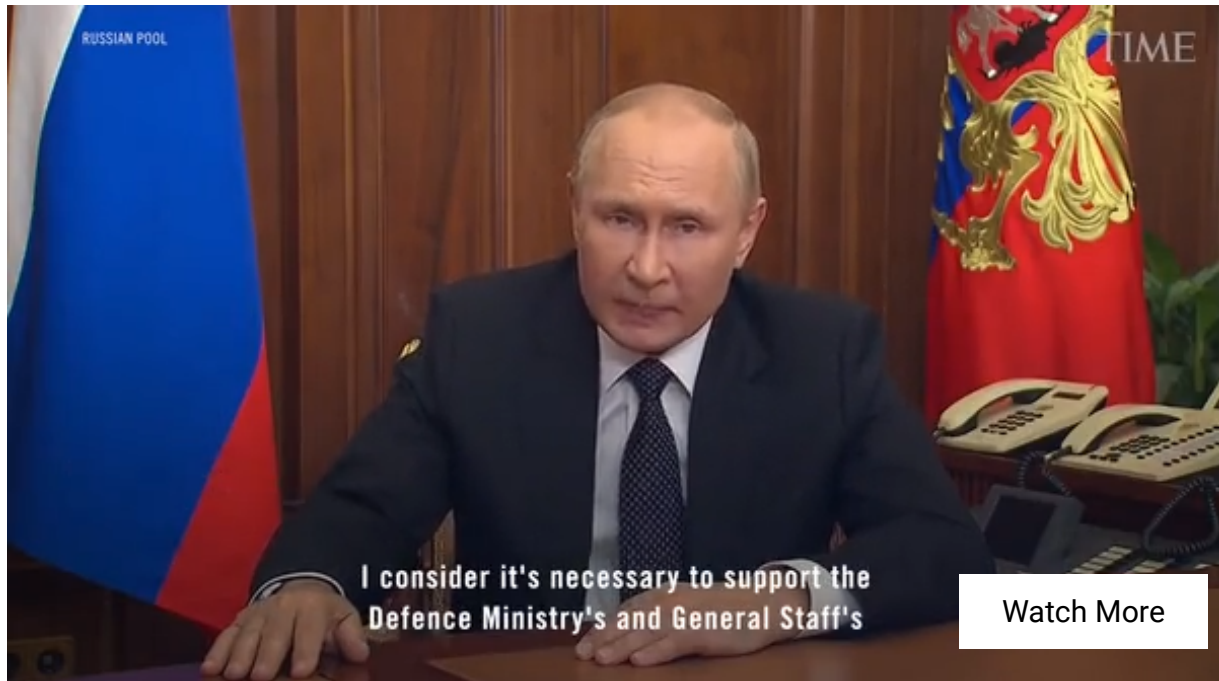 RUSSIAN POOL
TIME
I consider it's necessary to support the
Defence Ministry's and General Staff's
Watch More